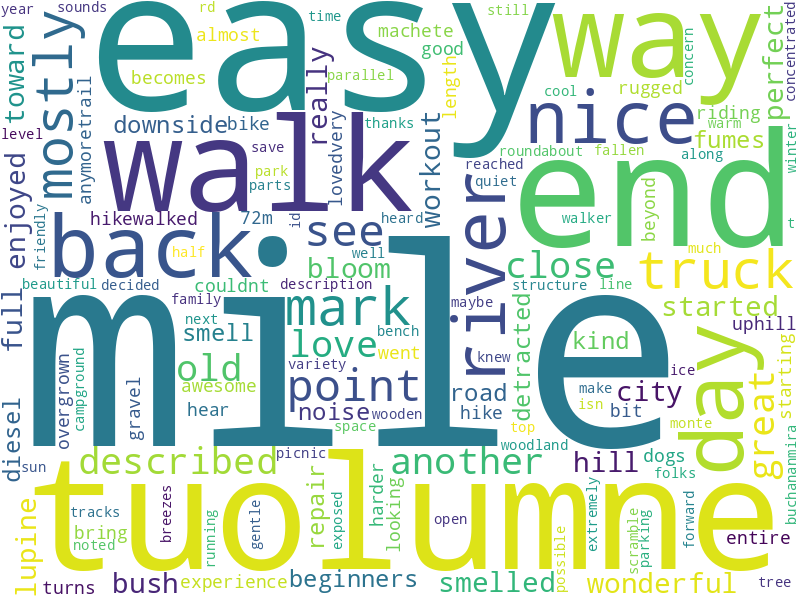 year
sounds
rd
time
still
easy
way
concentrated
toward
mostly
almost
machete
good
perfect
becomes
parallel
length
rugged
cool
concern
level
anymoretrail
downside
bike
really
thanks
workout
nice
riding
fumes
warm
winter
walk
save
park
parts
lovedvery
roundabout
fallen
along
reached
quiet
end
enjoyed
friendly
hikewalked
72m
id
heard
see
river
walker
beyond
t
back
half
well
bloom
close
much
truck
beautiful
decided
couldnt
description
structure
line
full
mile
family
mark
maybe
started
next
smell
bench
detracted
day
uphill
overgrown
campground
old
love
variety
went
knew
kind
ice
starting
gravel
awesome
point
road
make
city
great
hear
noise
wooden
hike
isn
bit
diesel
space
top
monte
sun
described
picnic
another
woodland
hill
dogs
folks
buchananmira
tuolumne
lupine
tracks
bring
noted
breezes
running
gentle
repair
exposed
harder
looking
open
possible
extremely
scramble
parking
forward
entire
turns
bush
experience
beginners
smelled
wonderful
tree